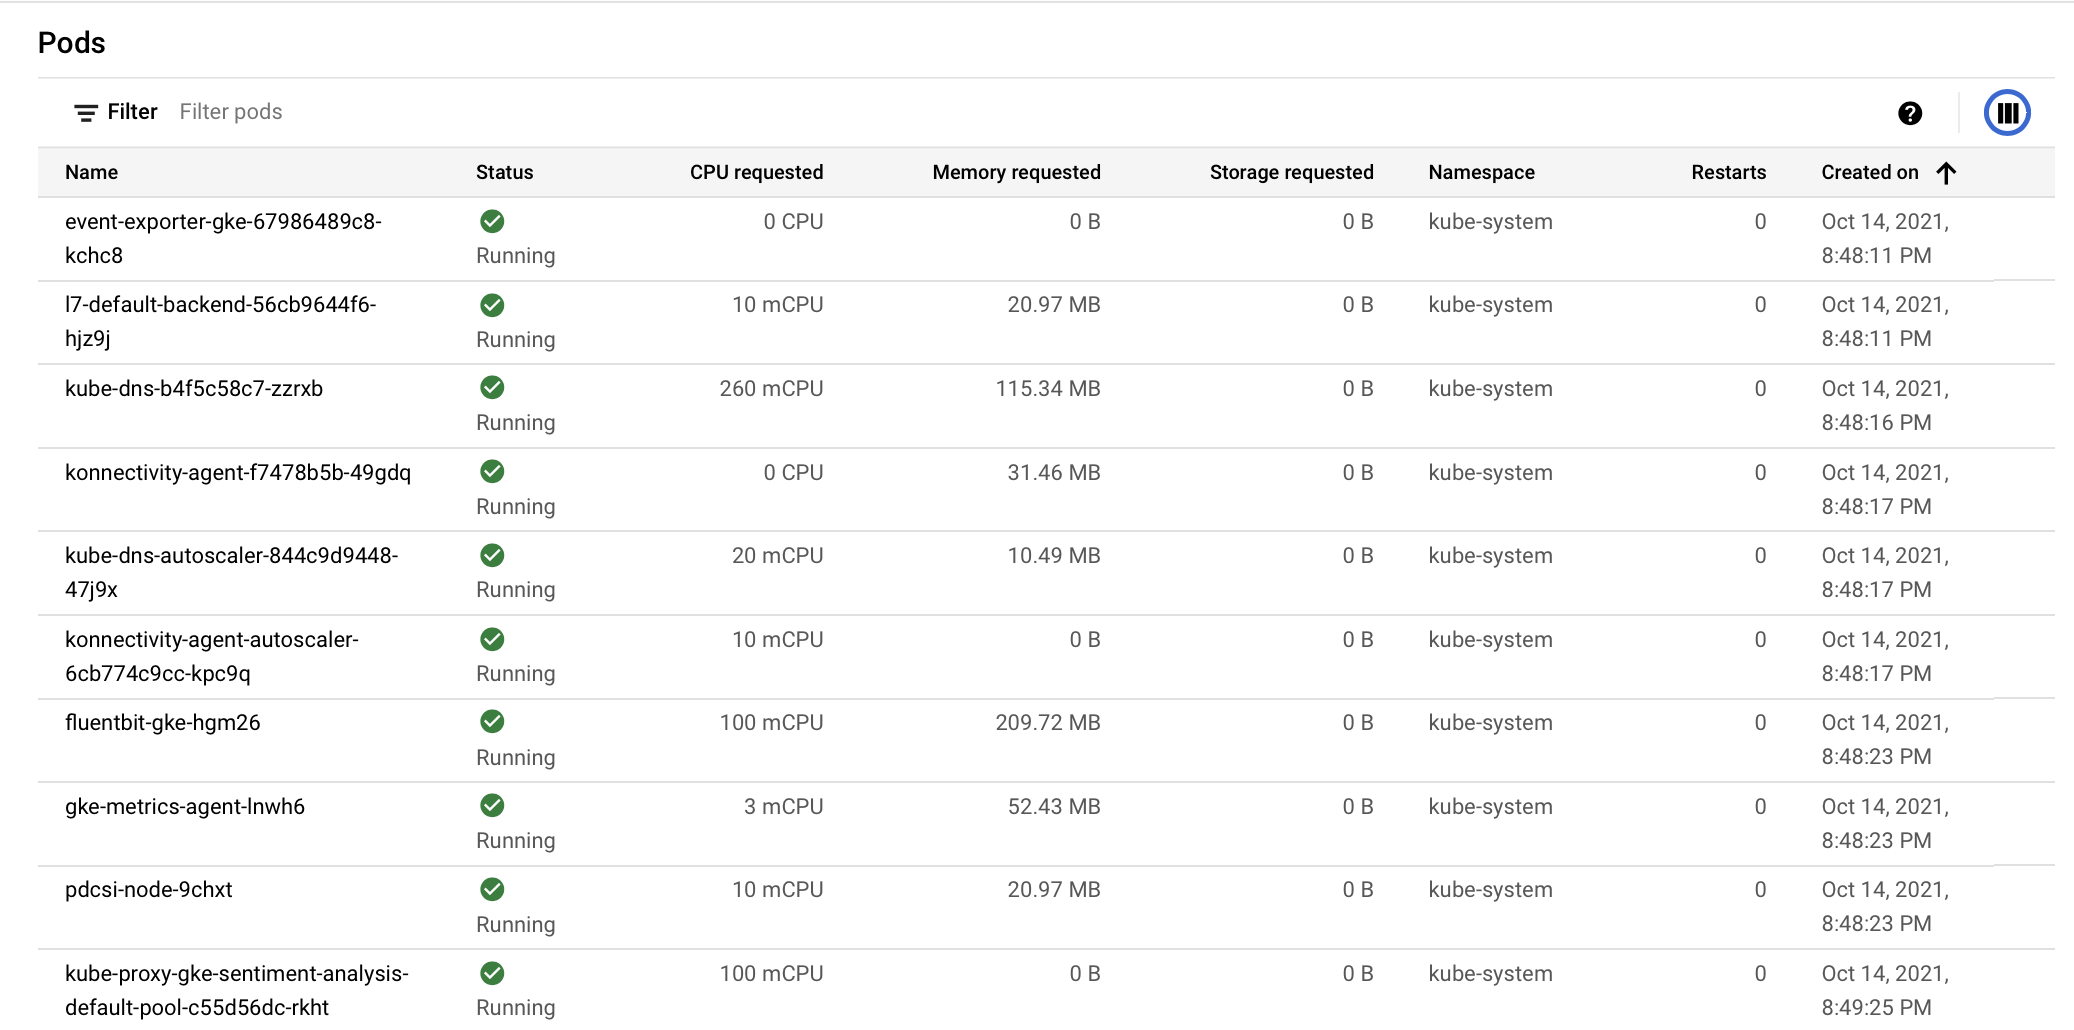 Pods
Filter Filter pods
Name Status CPU requested Memory requested Storage requested Namespace Restarts Created on
event-exporter-gke-67986489c8- 0 CPU 0 B 0 B kube-system 0 Oct 14, 2021,
kchc8 Running 8:48:11 PM
l7-default-backend-56cb9644f6- 10 mCPU 20.97 MB 0 B kube-system 0 Oct 14, 2021,
hjz9j Running 8:48:11 PM
kube-dns-b4f5c58c7-zzrxb 260 mCPU 115.34 MB 0 B kube-system 0 Oct 14, 2021,
Running 8:48:16 PM
konnectivity-agent-f7478b5b-49gdq 0 CPU 31.46 MB 0 B kube-system 0 Oct 14, 2021,
Running 8:48:17 PM
kube-dns-autoscaler-844c9d9448- 20 mCPU 10.49 MB 0 B kube-system 0 Oct 14, 2021,
47j9x Running 8:48:17 PM
konnectivity-agent-autoscaler- 10 mCPU 0 B 0 B kube-system 0 Oct 14, 2021,
6cb774c9cc-kpc9q Running 8:48:17 PM
fluentbit-gke-hgm26 100 mCPU 209.72 MB 0 B kube-system 0 Oct 14, 2021,
Running 8:48:23 PM
gke-metrics-agent-lnwh6 3 mCPU 52.43 MB 0 B kube-system 0 Oct 14, 2021,
Running 8:48:23 PM
pdcsi-node-9chxt 10 mCPU 20.97 MB 0 B kube-system 0 Oct 14, 2021,
Running 8:48:23 PM
kube-proxy-gke-sentiment-analysis- 100 mCPU 0 B 0 B kube-system 0 Oct 14, 2021,
default-pool-c55d56dc-rkht Running 8:49:25 PM